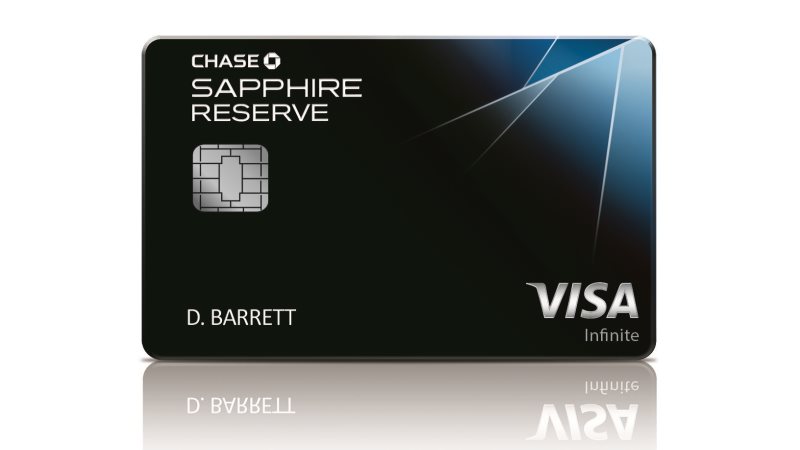 CHASE
SAPPHIRE
RESERVE
D. BARRETT
VISA
Infinite